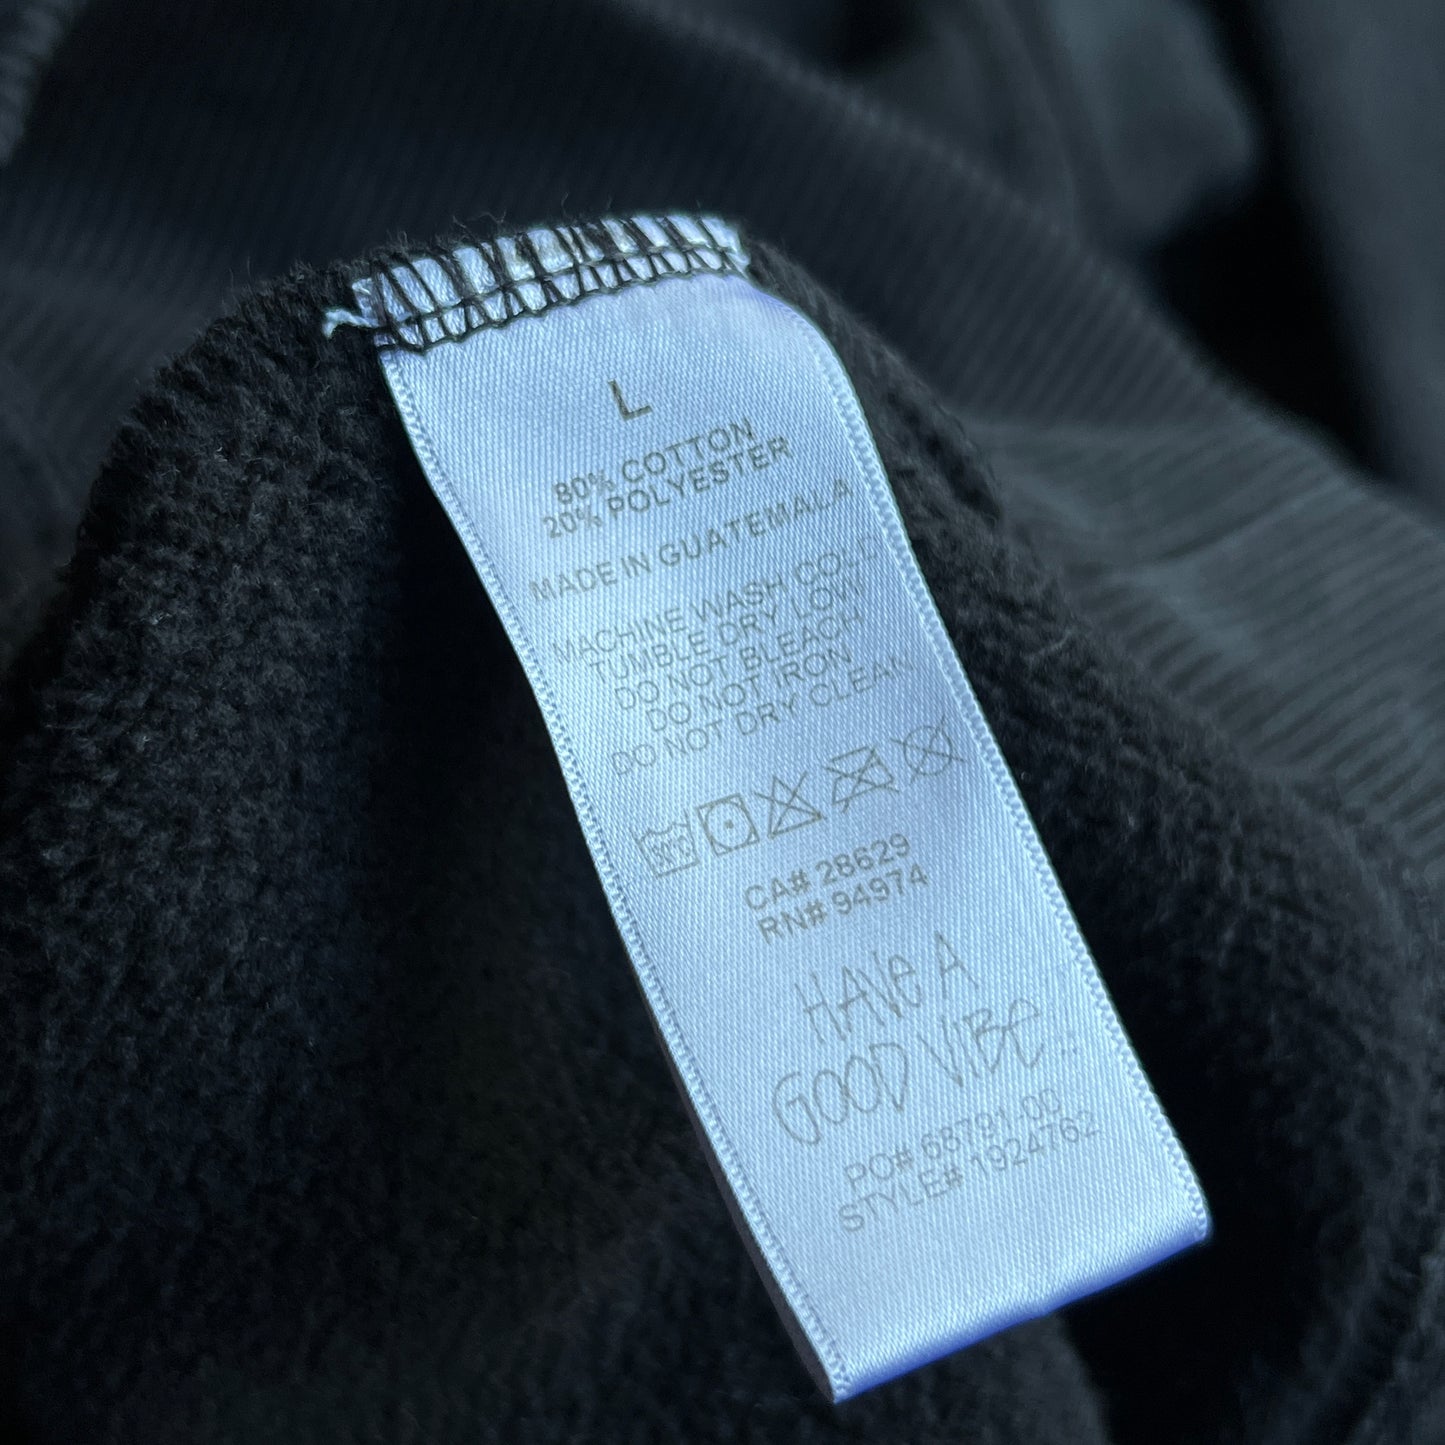 L
80% COTTON
20% POLYESTER
MADE IN GUATEMALA
MACHINE WASH COLD
TUMBLE DRY LOW
DO NOT BLEACH
DO NOT IRON
DO NOT DRY CLEAN
30°C
CA# 28629
RN# 94974
HAVE A
GOOD VIBE!!
PO# 68791-00
STYLE# 1924762